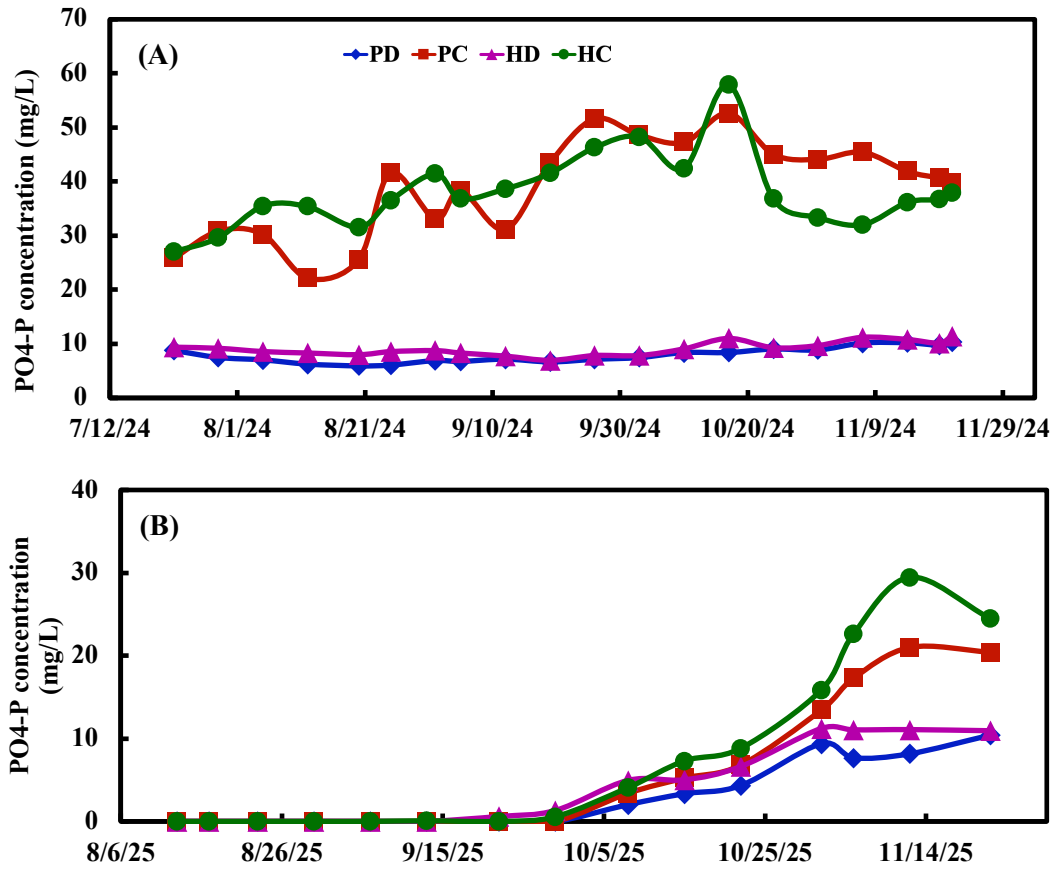 70
(A)
PD PC HD HC
60
50
40
30
20
10
0
PO4-P concentration (mg/L)
7/12/24 8/1/24 8/21/24 9/10/24 9/30/24 10/20/24 11/9/24 11/29/24
40
(B)
30
20
10
0
PO4-P concentration
(mg/L)
8/6/25 8/26/25 9/15/25 10/5/25 10/25/25 11/14/25